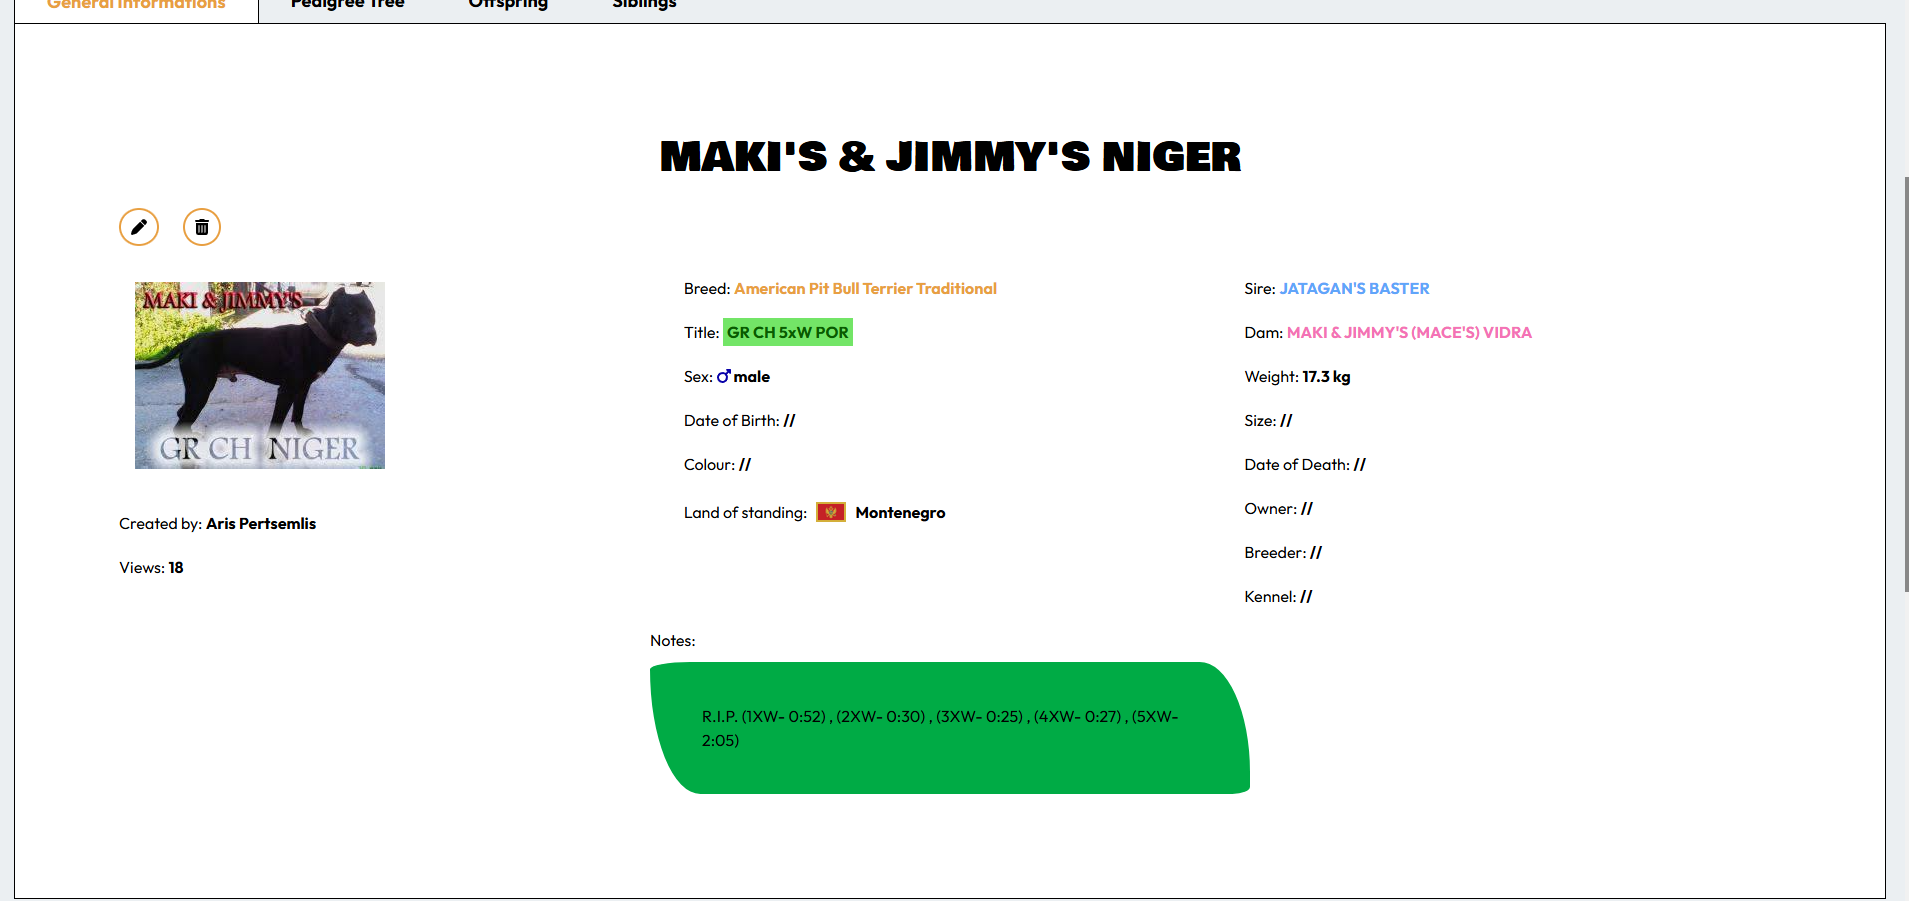 General Informations
Pedigree Tree
Offspring
Siblings
MAKI'S & JIMMY'S NIGER
MAKI & JIMMY'S
GR CH NIGER
Created by: Aris Pertsemlis
Views: 18
Breed: American Pit Bull Terrier Traditional
Title: GR CH 5xW POR
Sex: ♂ male
Date of Birth: //
Colour: //
Land of standing: Montenegro
Sire: JATAGAN'S BASTER
Dam: MAKI & JIMMY'S (MACE'S) VIDRA
Weight: 17.3 kg
Size: //
Date of Death: //
Owner: //
Breeder: //
Kennel: //
Notes:
R.I.P. (1XW- 0:52) , (2XW- 0:30) , (3XW- 0:25) , (4XW- 0:27) , (5XW-
2:05)